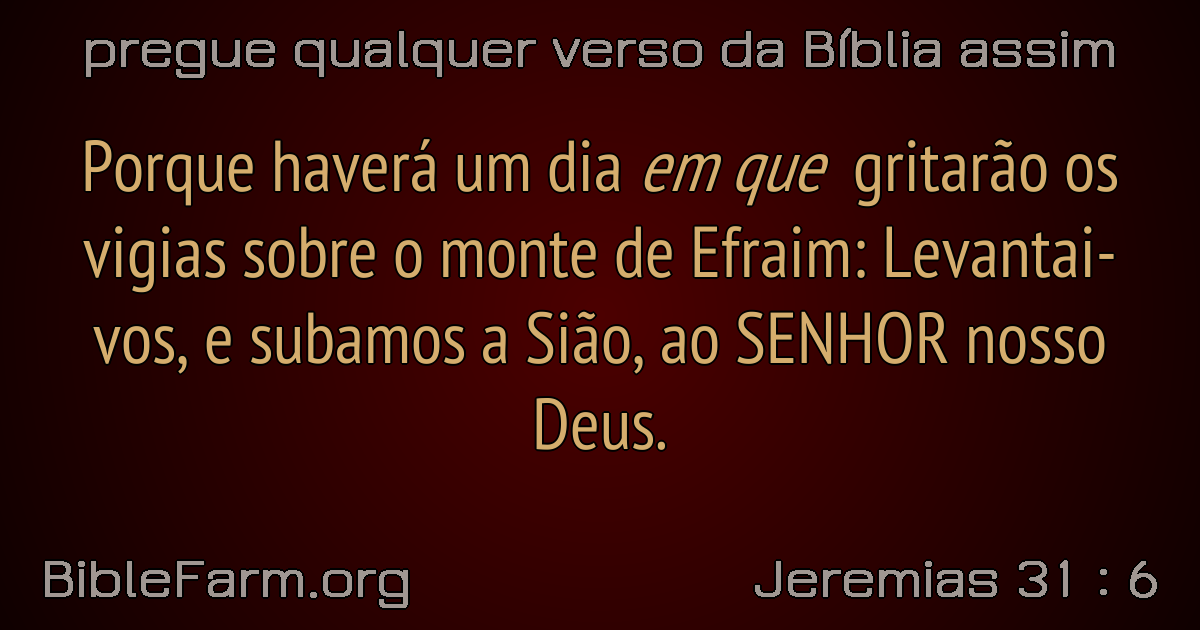 pregue qualquer verso da Bíblia assim
Porque haverá um dia em que gritarão os
vigias sobre o monte de Efraim: Levantai-
vos, e subamos a Sião, ao SENHOR nosso
Deus.
BibleFarm.org
Jeremias 31 : 6